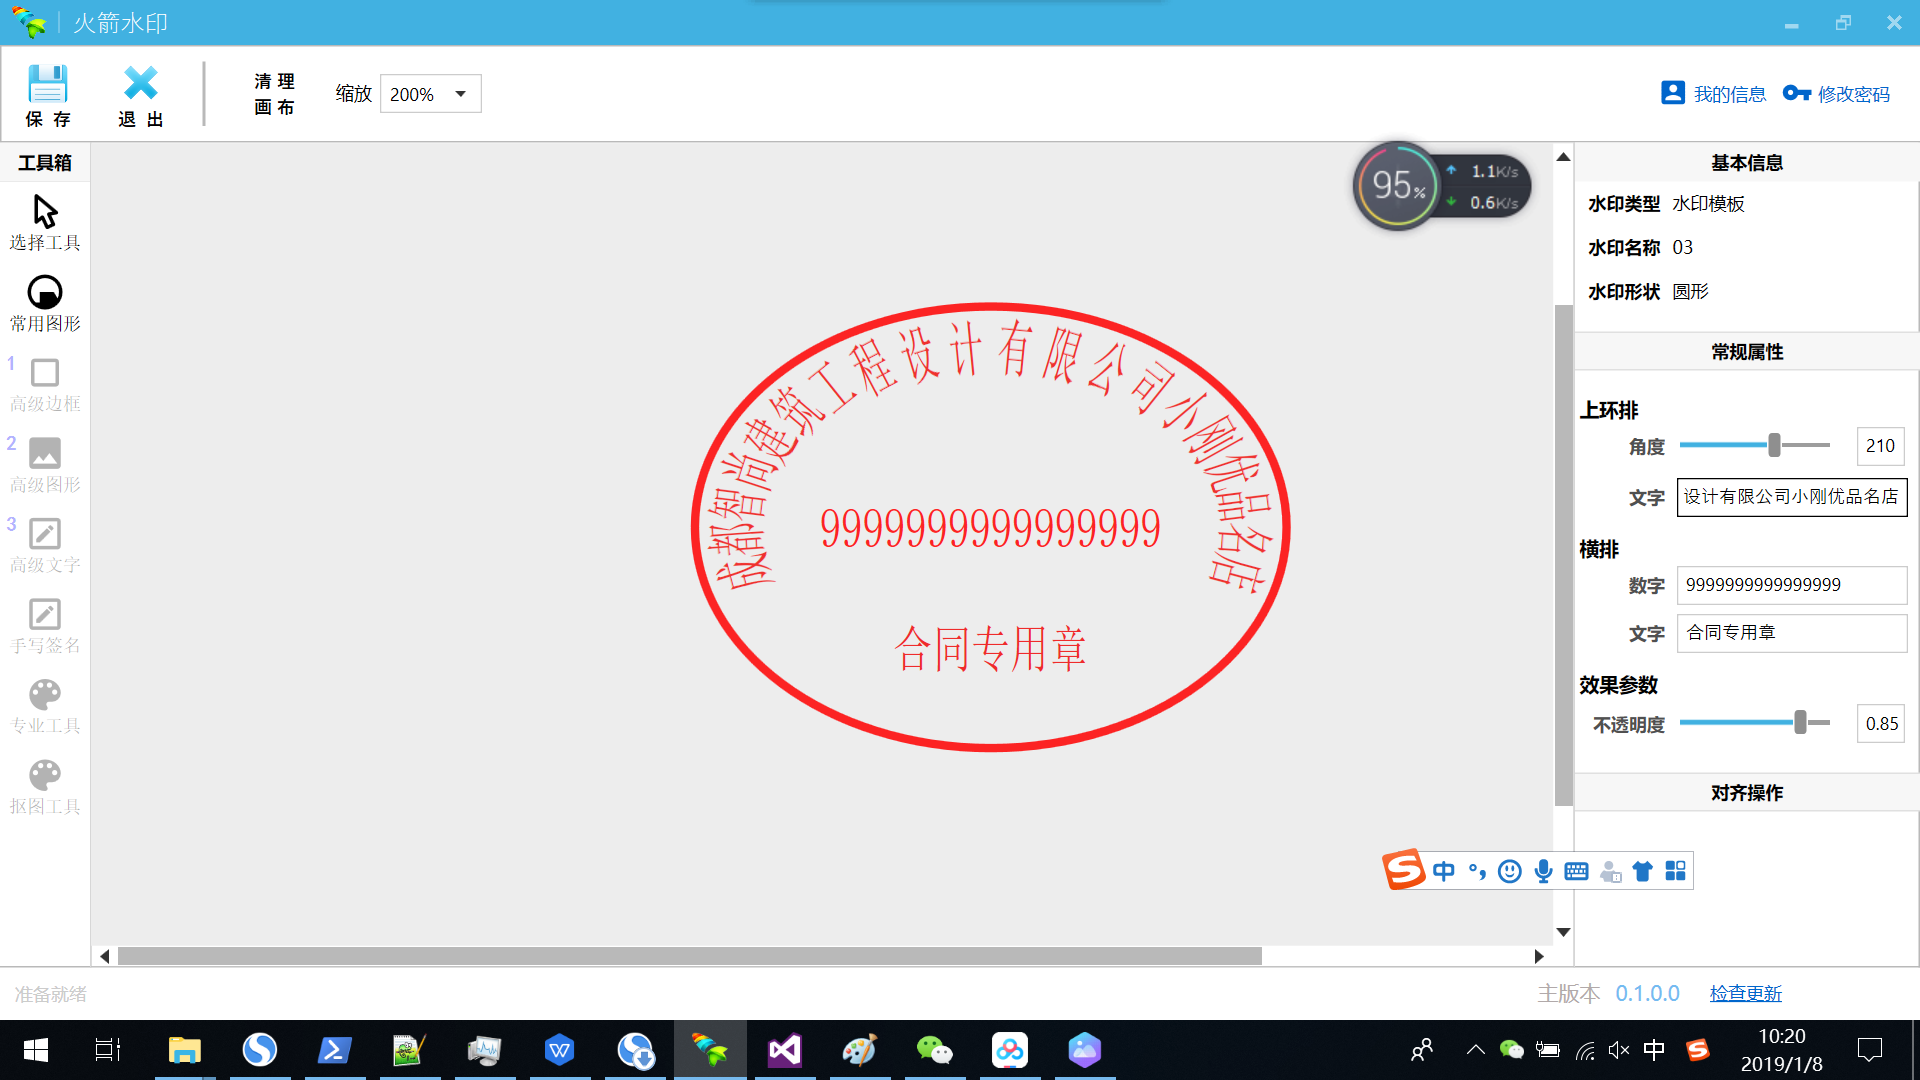 火箭水印
保 存
退 出
清 理
画 布
缩放
200%
我的信息
修改密码
工具箱
选择工具
常用图形
1
高级边框
2
高级图形
3
高级文字
手写签名
专业工具
抠图工具
95%
1.1K/s
0.6K/s
成都智尚建筑工程设计有限公司小刚优品名店
9999999999999999
合同专用章
基本信息
水印类型 水印模板
水印名称 03
水印形状 圆形
常规属性
上环排
角度 210
文字 设计有限公司小刚优品名店
横排
数字 9999999999999999
文字 合同专用章
效果参数
不透明度 0.85
对齐操作
中
准备就绪
主版本 0.1.0.0 检查更新
中
10:20
2019/1/8